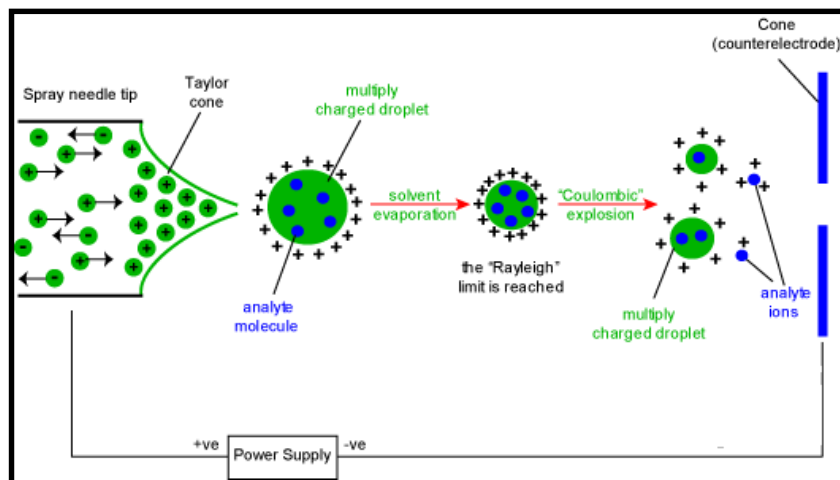 Cone
(counterelectrode)
Spray needle tip
Taylor
cone
multiply
charged droplet
solvent
evaporation
"Coulombic"
explosion
the "Rayleigh"
limit is reached
analyte
molecule
multiply
charged droplet
analyte
ions
+ve
Power Supply
-ve